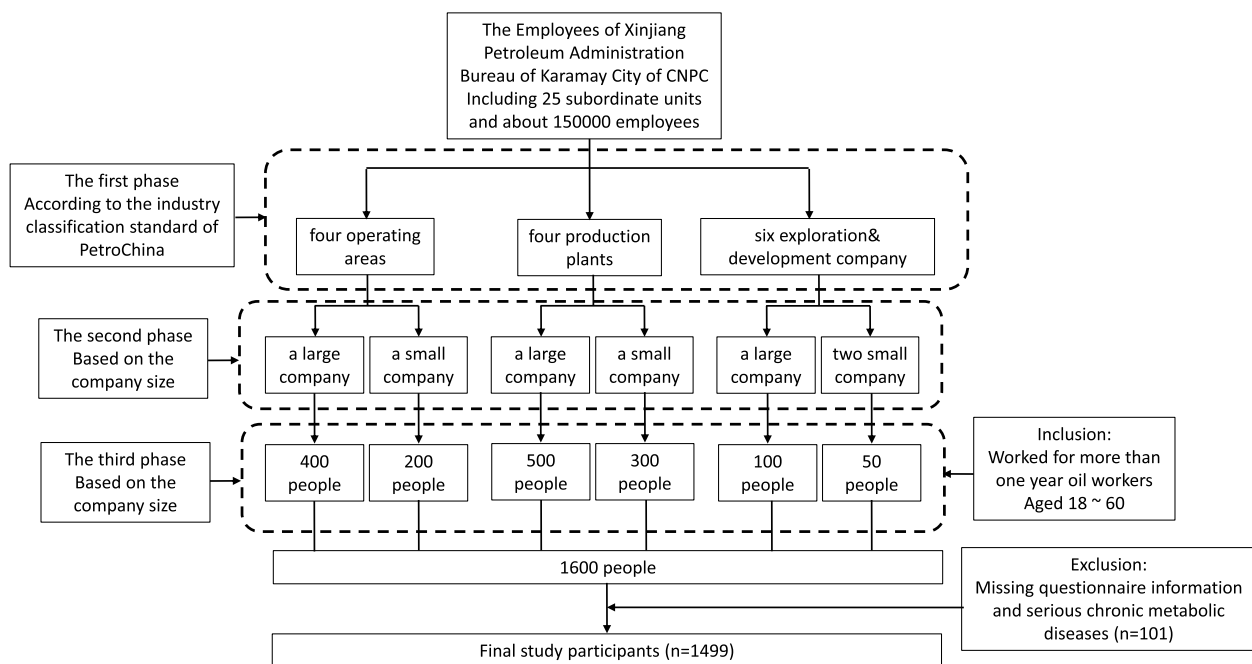 The Employees of Xinjiang
Petroleum Administration
Bureau of Karamay City of CNPC
Including 25 subordinate units
and about 150000 employees
The first phase
According to the industry
classification standard of
PetroChina
four operating
areas
four production
plants
six exploration&
development company
The second phase
Based on the
company size
a large
company
a small
company
a large
company
a small
company
a large
company
two small
company
The third phase
Based on the
company size
400
people
200
people
500
people
300
people
100
people
50
people
Inclusion:
Worked for more than
one year oil workers
Aged 18 ~ 60
1600 people
Exclusion:
Missing questionnaire information
and serious chronic metabolic
diseases (n=101)
Final study participants (n=1499)